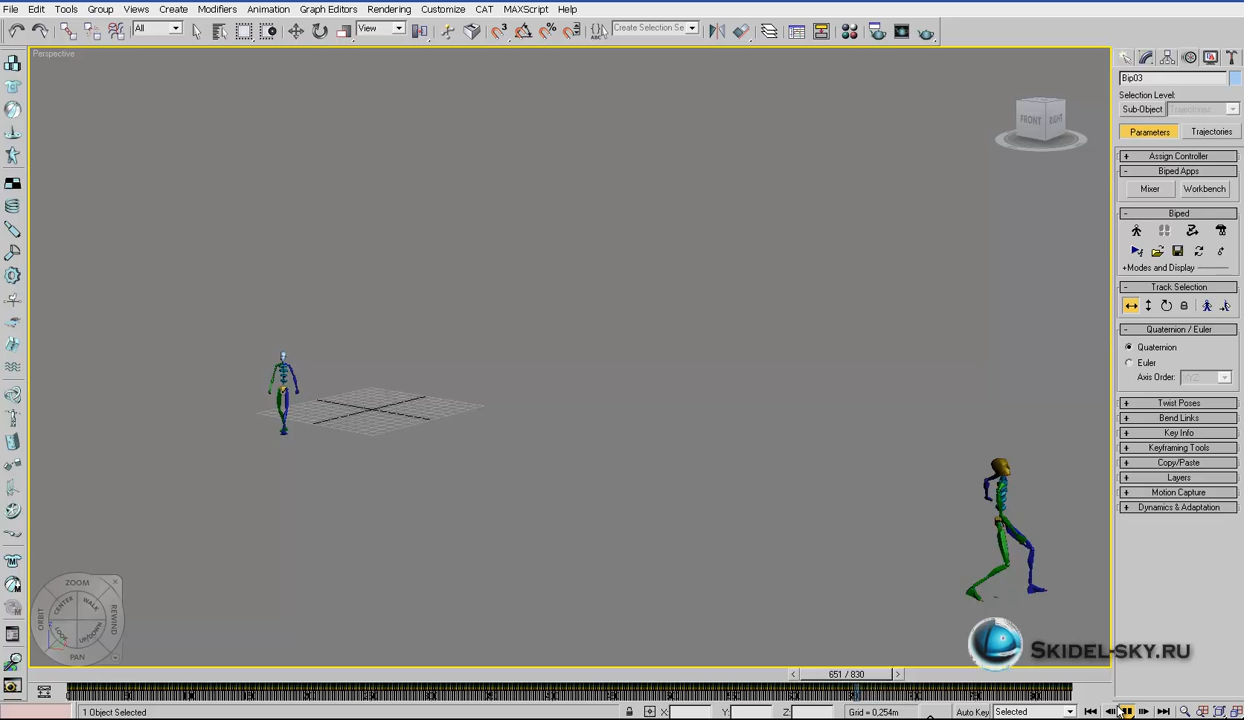 File Edit Tools Group Views Create Modifiers Animation Graph Editors Rendering Customize CAT MAXScript Help
All View Create Selection Se
Perspective
FRONT RIGHT
Bip03
Selection Level:
Sub-Object Trajectories
Parameters Trajectories
+ Assign Controller
- Biped Apps
Mixer Workbench
- Biped
+Modes and Display
- Track Selection
- Quaternion / Euler
Quaternion
Euler
Axis Order: XYZ
+ Twist Poses
+ Bend Links
+ Key Info
+ Keyframing Tools
+ Copy/Paste
+ Layers
+ Motion Capture
+ Dynamics & Adaptation
ZOOM
ORBIT CENTER WALK REWIND
LOOK UP/DOWN
PAN
SKIDEL-SKY.RU
< 651 / 830 >
1 Object Selected X: Y: Z: Grid = 0,254m Auto Key Selected